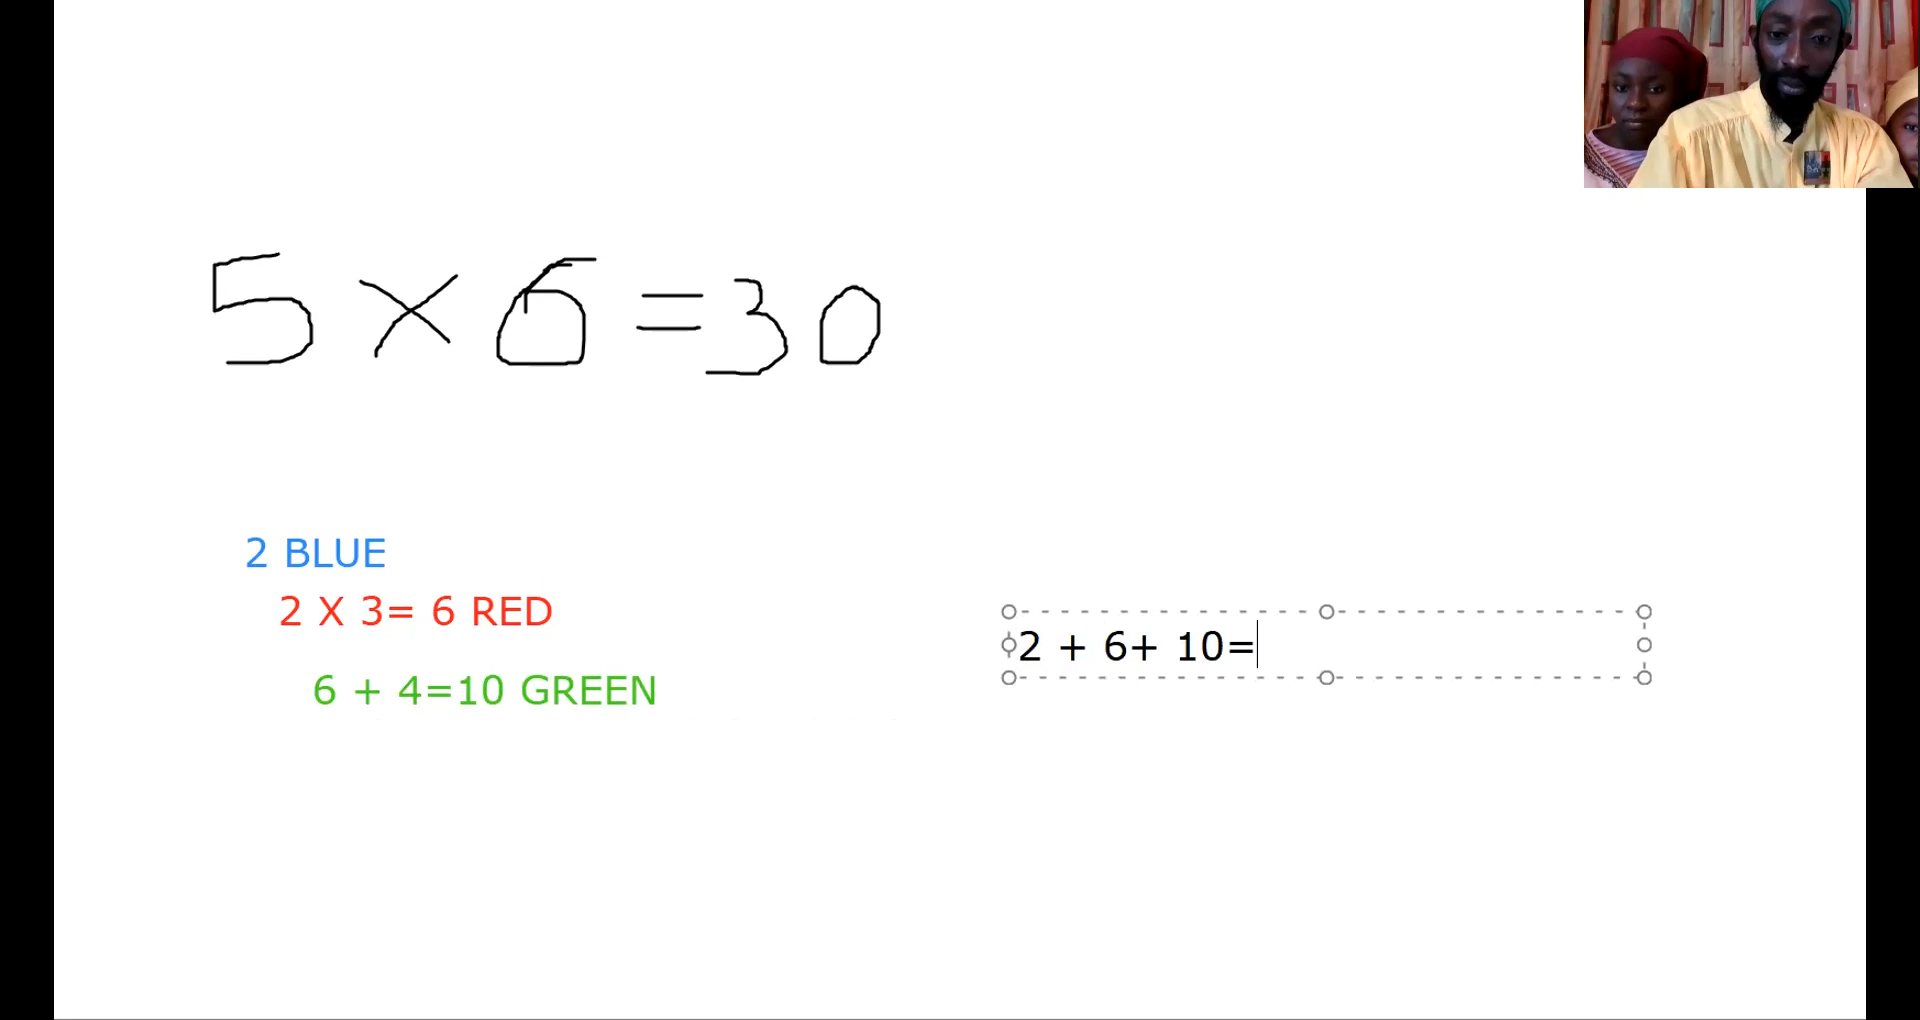 5 × 6 = 30
2 BLUE
2 X 3= 6 RED
6 + 4=10 GREEN
2 + 6+ 10=